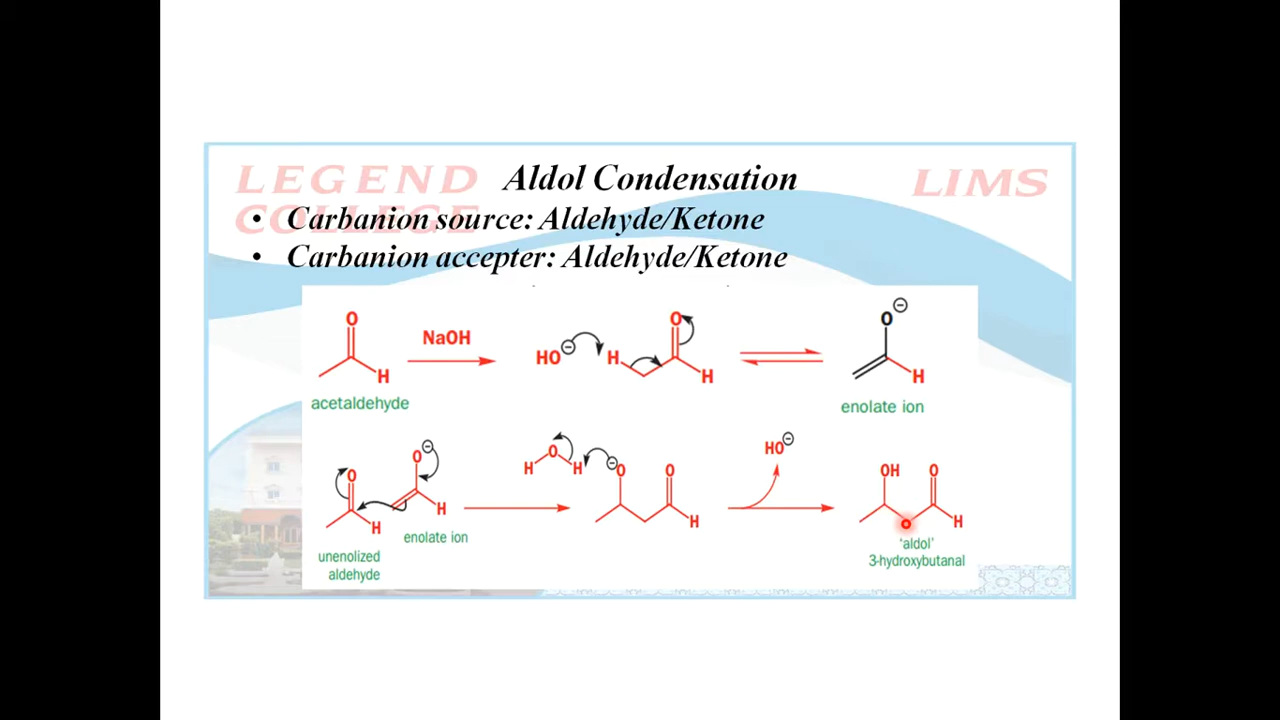 LEGEND
COLLEGE
LIMS
Aldol Condensation
• Carbanion source: Aldehyde/Ketone
• Carbanion accepter: Aldehyde/Ketone
O
H
acetaldehyde
NaOH
HO ⊖
H
O
H
O ⊖
H
enolate ion
O
H
unenolized
aldehyde
O ⊖
H
enolate ion
H O H
⊖ O
O
H
HO ⊖
OH
O
H
'aldol'
3-hydroxybutanal